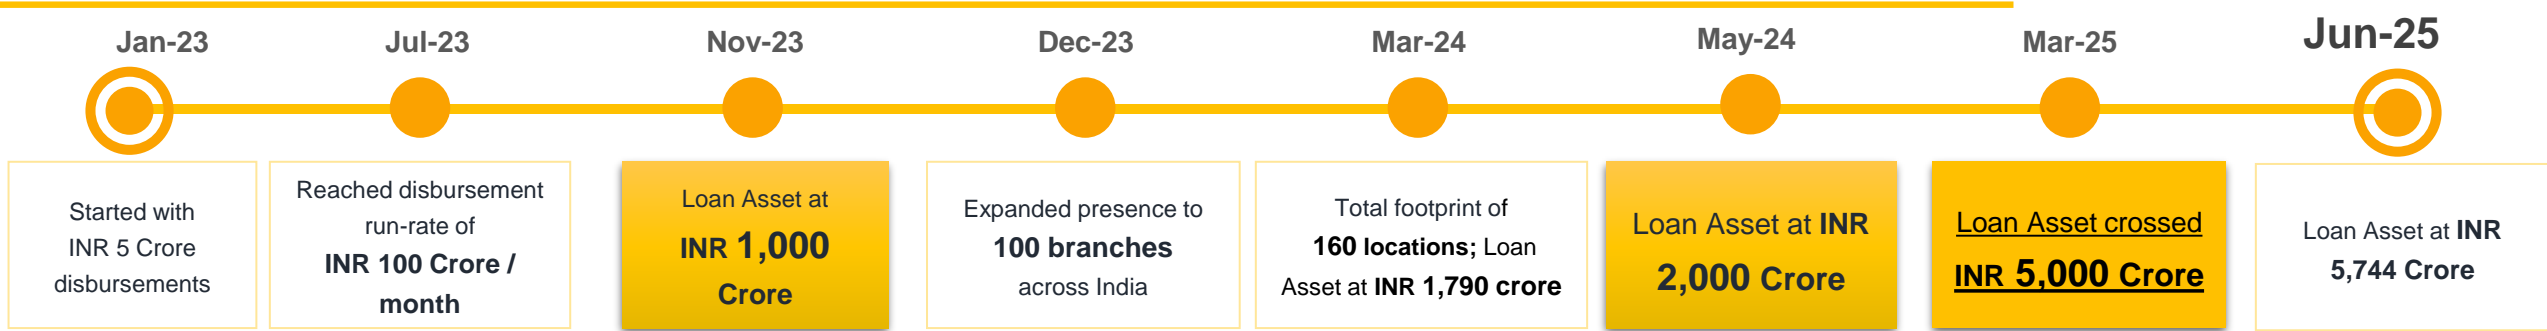 Jan-23
Jul-23
Nov-23
Dec-23
Mar-24
May-24
Mar-25
Jun-25
Started with
INR 5 Crore
disbursements
Reached disbursement
run-rate of
INR 100 Crore /
month
Loan Asset at
INR 1,000
Crore
Expanded presence to
100 branches
across India
Total footprint of
160 locations; Loan
Asset at INR 1,790 crore
Loan Asset at INR
2,000 Crore
Loan Asset crossed
INR 5,000 Crore
Loan Asset at INR
5,744 Crore